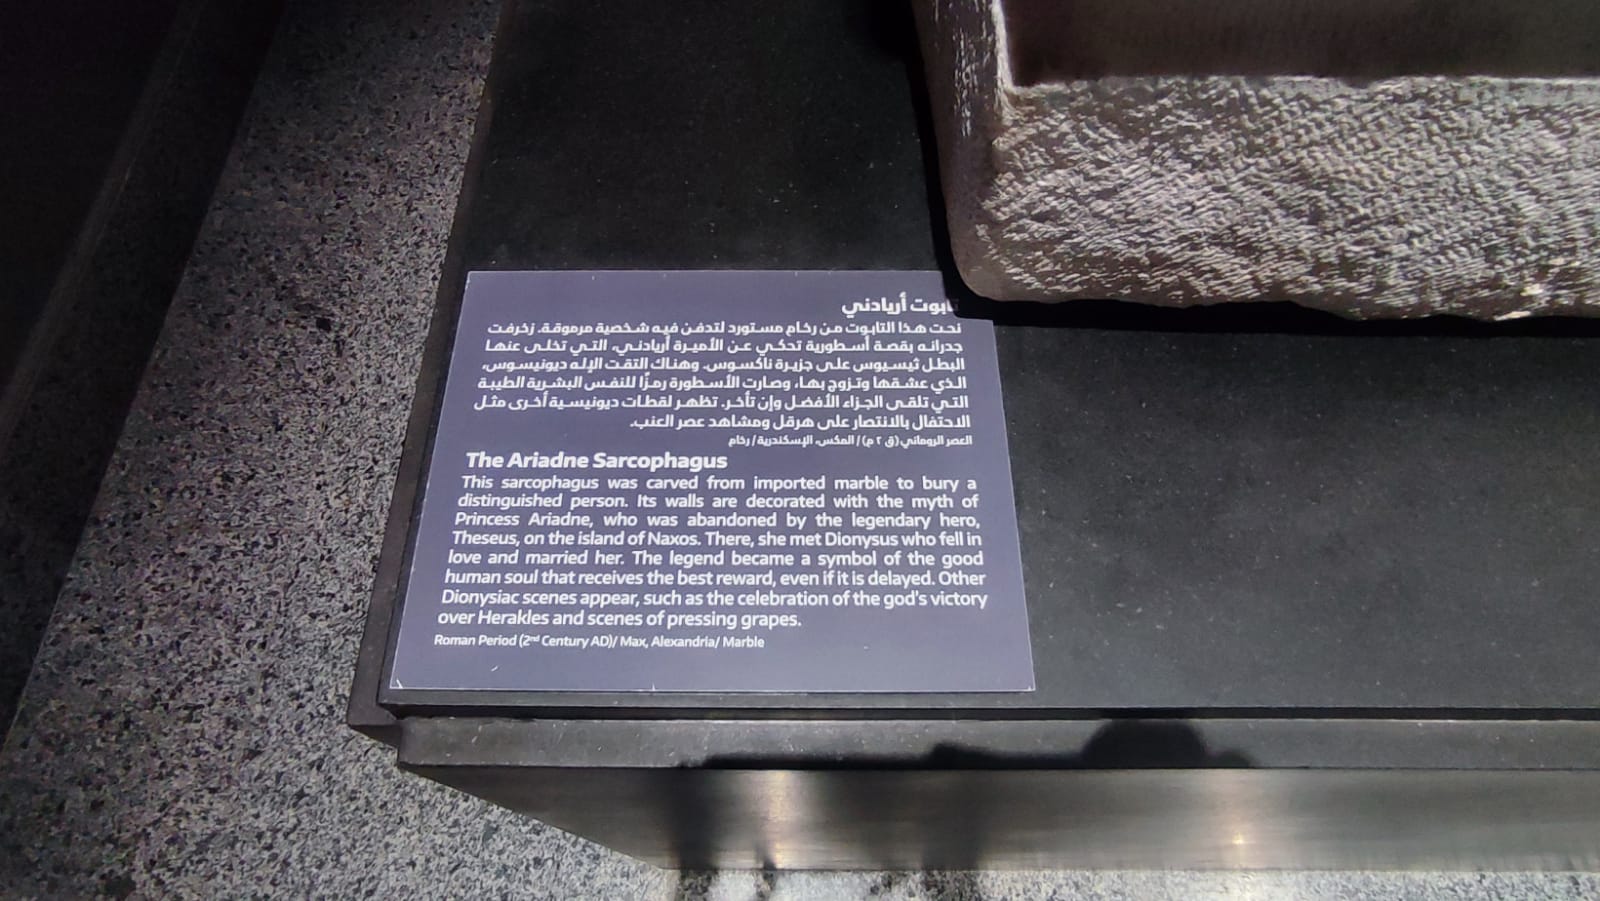 تابوت أريادني
نحت هذا التابوت من رخام مستورد لتدفن فيه شخصية مرموقة. زخرفت
جدرانه بقصة أسطورية تحكي عن الأميرة أريادني، التي تخلى عنها
البطل ثيسيوس على جزيرة ناكسوس. وهناك التقت الإله ديونيسوس،
الذي عشقها وتزوج بها، وصارت الأسطورة رمزًا للنفس البشرية الطيبة
التي تلقى الجزاء الأفضل وإن تأخر. تظهر لقطات ديونيسية أخرى مثل
الاحتفال بالانتصار على هرقل ومشاهد عصر العنب.
العصر الروماني (ق ٢ م)/ المكس، الإسكندرية/ رخام
The Ariadne Sarcophagus
This sarcophagus was carved from imported marble to bury a
distinguished person. Its walls are decorated with the myth of
Princess Ariadne, who was abandoned by the legendary hero,
Theseus, on the island of Naxos. There, she met Dionysus who fell in
love and married her. The legend became a symbol of the good
human soul that receives the best reward, even if it is delayed. Other
Dionysiac scenes appear, such as the celebration of the god's victory
over Herakles and scenes of pressing grapes.
Roman Period (2nd Century AD)/ Max, Alexandria/ Marble